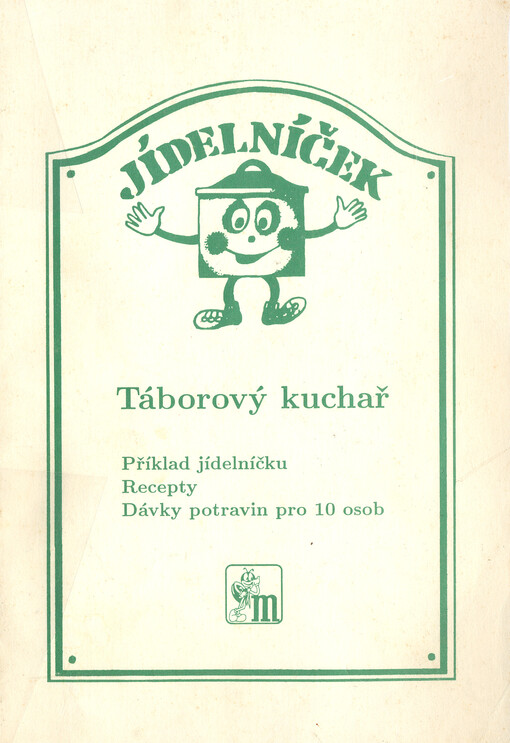 JÍDELNÍČEK
Táborový kuchař
Příklad jídelníčku
Recepty
Dávky potravin pro 10 osob
m